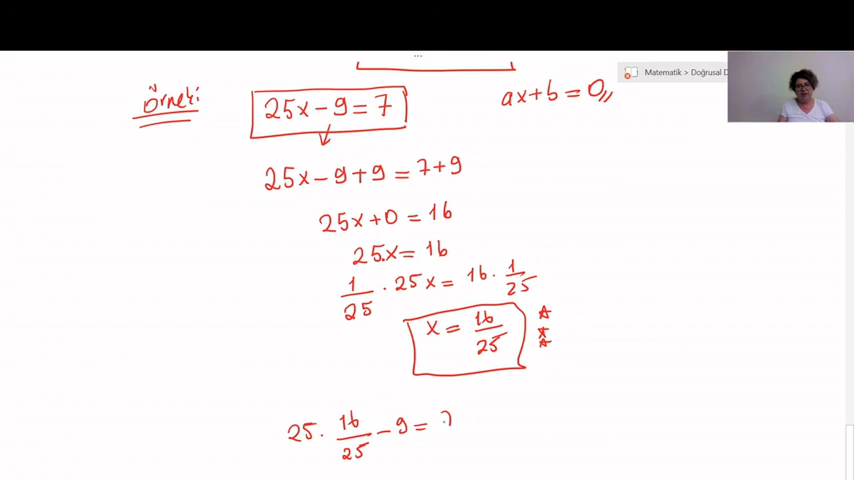 Matematik > Doğrusal D
Örnek:
25x - 9 = 7
ax + b = 0,,
25x - 9 + 9 = 7 + 9
25x + 0 = 16
25.x = 16
1/25 · 25x = 16 · 1/25
x = 16/25
25 · 16/25 - 9 =